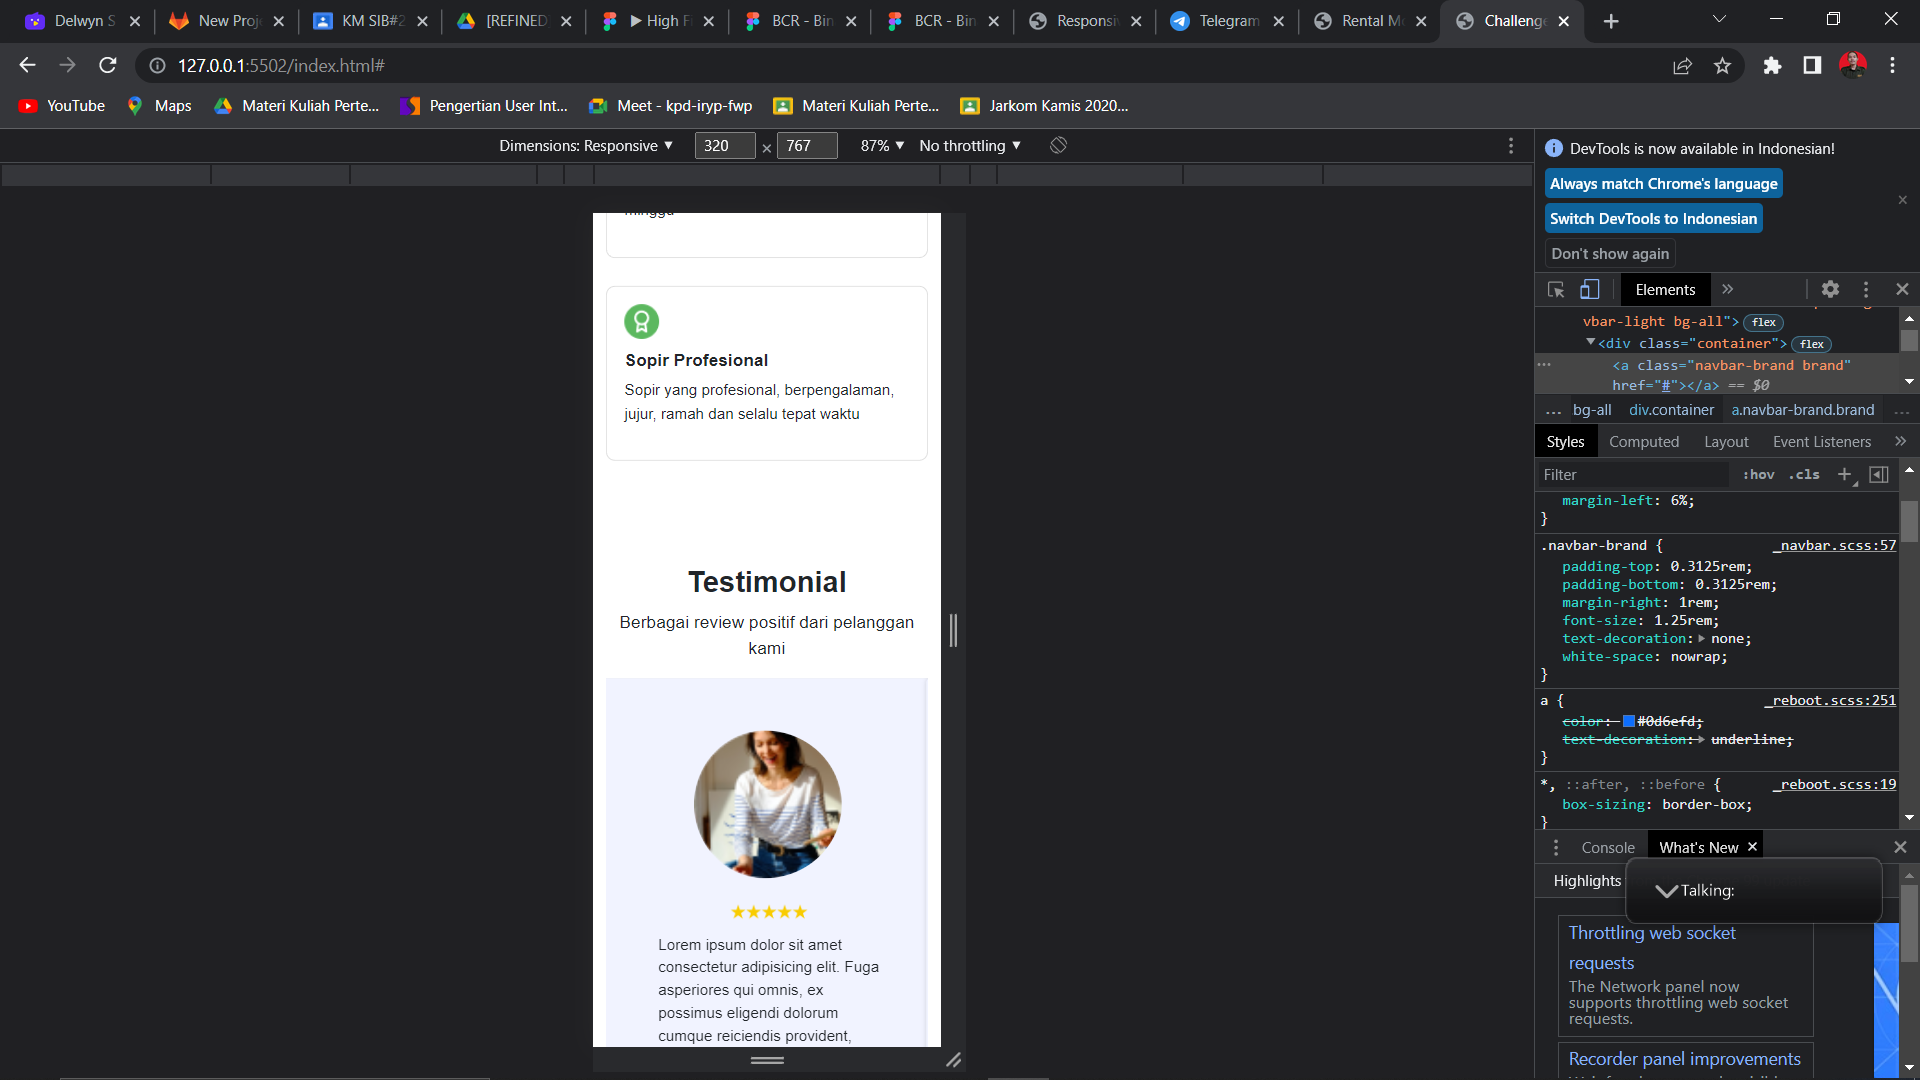 Delwyn S
New Proj
KM SIB#2
[REFINED
High F
BCR - Bin
BCR - Bin
Responsiv
Telegram
Rental M
Challenge
127.0.0.1:5502/index.html#
YouTube
Maps
Materi Kuliah Perte...
Pengertian User Int...
Meet - kpd-iryp-fwp
Materi Kuliah Perte...
Jarkom Kamis 2020...
Dimensions: Responsive ▼ 320 × 767 87% ▼ No throttling ▼
minggu
Sopir Profesional
Sopir yang profesional, berpengalaman,
jujur, ramah dan selalu tepat waktu
Testimonial
Berbagai review positif dari pelanggan
kami
★★★★★
Lorem ipsum dolor sit amet
consectetur adipisicing elit. Fuga
asperiores qui omnis, ex
possimus eligendi dolorum
cumque reiciendis provident,
DevTools is now available in Indonesian!
Always match Chrome's language
Switch DevTools to Indonesian
Don't show again
Elements »
vbar-light bg-all"> flex
▼<div class="container"> flex
<a class="navbar-brand brand"
href="#"></a> == $0
... bg-all div.container a.navbar-brand.brand ...
Styles Computed Layout Event Listeners »
Filter :hov .cls +
margin-left: 6%;
}
.navbar-brand { _navbar.scss:57
padding-top: 0.3125rem;
padding-bottom: 0.3125rem;
margin-right: 1rem;
font-size: 1.25rem;
text-decoration:▶ none;
white-space: nowrap;
}
a { _reboot.scss:251
color: #0d6efd;
text-decoration:▶ underline;
}
*, ::after, ::before { _reboot.scss:19
box-sizing: border-box;
}
Console What's New ×
Highlights
Talking:
Throttling web socket
requests
The Network panel now
supports throttling web socket
requests.
Recorder panel improvements